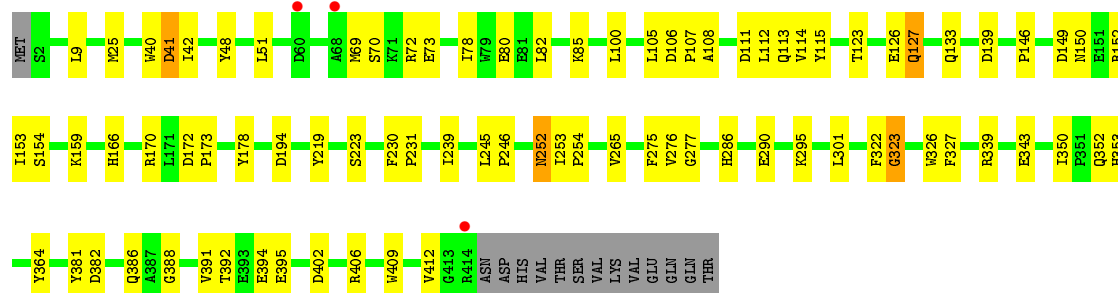 MET S2 L9 M25 W40 D41 I42 Y48 L51 D60 A68 M69 S70 K71 R72 E73 I78 W79 E80 E81 L82 K85 L100 L105 D106 P107 A108 D111 L112 Q113 V114 Y115 T123 E126 Q127 Q133 D139 P146 D149 N150 E151 R152
I153 S154 K159 H166 R170 L171 D172 P173 Y178 D194 Y219 S223 F230 P231 I239 L245 P246 N252 I253 P254 V265 F275 V276 G277 H286 E290 K295 L301 F322 G323 W326 F327 R339 E343 I350 P351 Q352 H353
Y364 Y381 D382 Q386 A387 G388 V391 T392 E393 E394 E395 D402 R406 W409 V412 G413 R414 ASN ASP HIS VAL THR SER VAL LYS VAL GLU GLN GLN THR